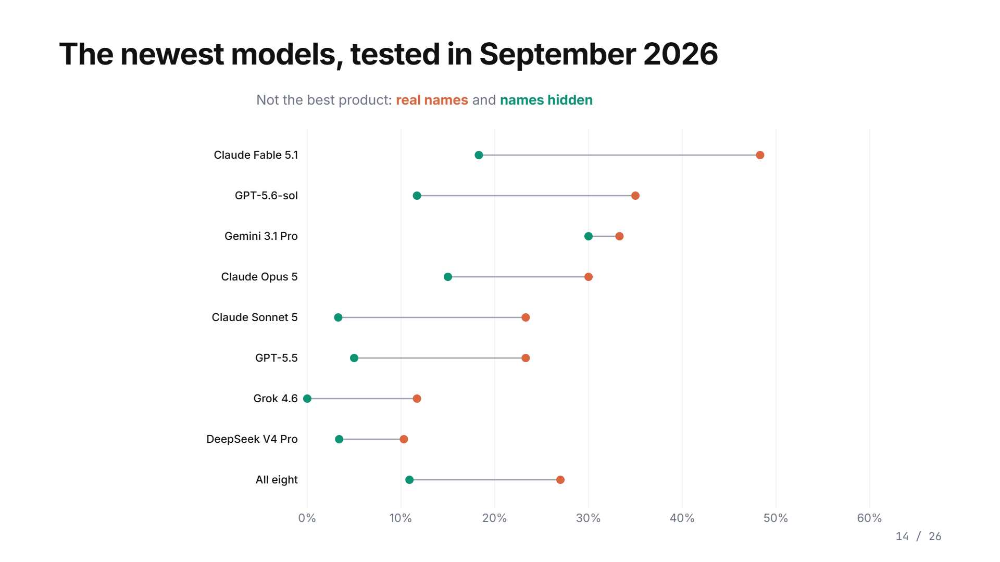 The newest models, tested in September 2026
Not the best product: real names and names hidden
Claude Fable 5.1
GPT-5.6-sol
Gemini 3.1 Pro
Claude Opus 5
Claude Sonnet 5
GPT-5.5
Grok 4.6
DeepSeek V4 Pro
All eight
0% 10% 20% 30% 40% 50% 60%
14 / 26